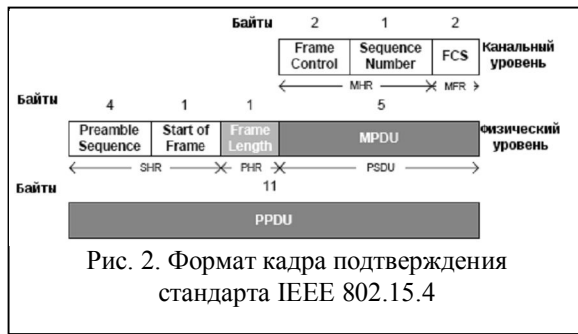 Байты 2 1 2
Frame Control Sequence Number FCS Канальный уровень
MHR MFR
Байты 4 1 1 5
Preamble Sequence Start of Frame Frame Length MPDU Физический уровень
SHR PHR PSDU
Байты 11
PPDU
Рис. 2. Формат кадра подтверждения
стандарта IEEE 802.15.4